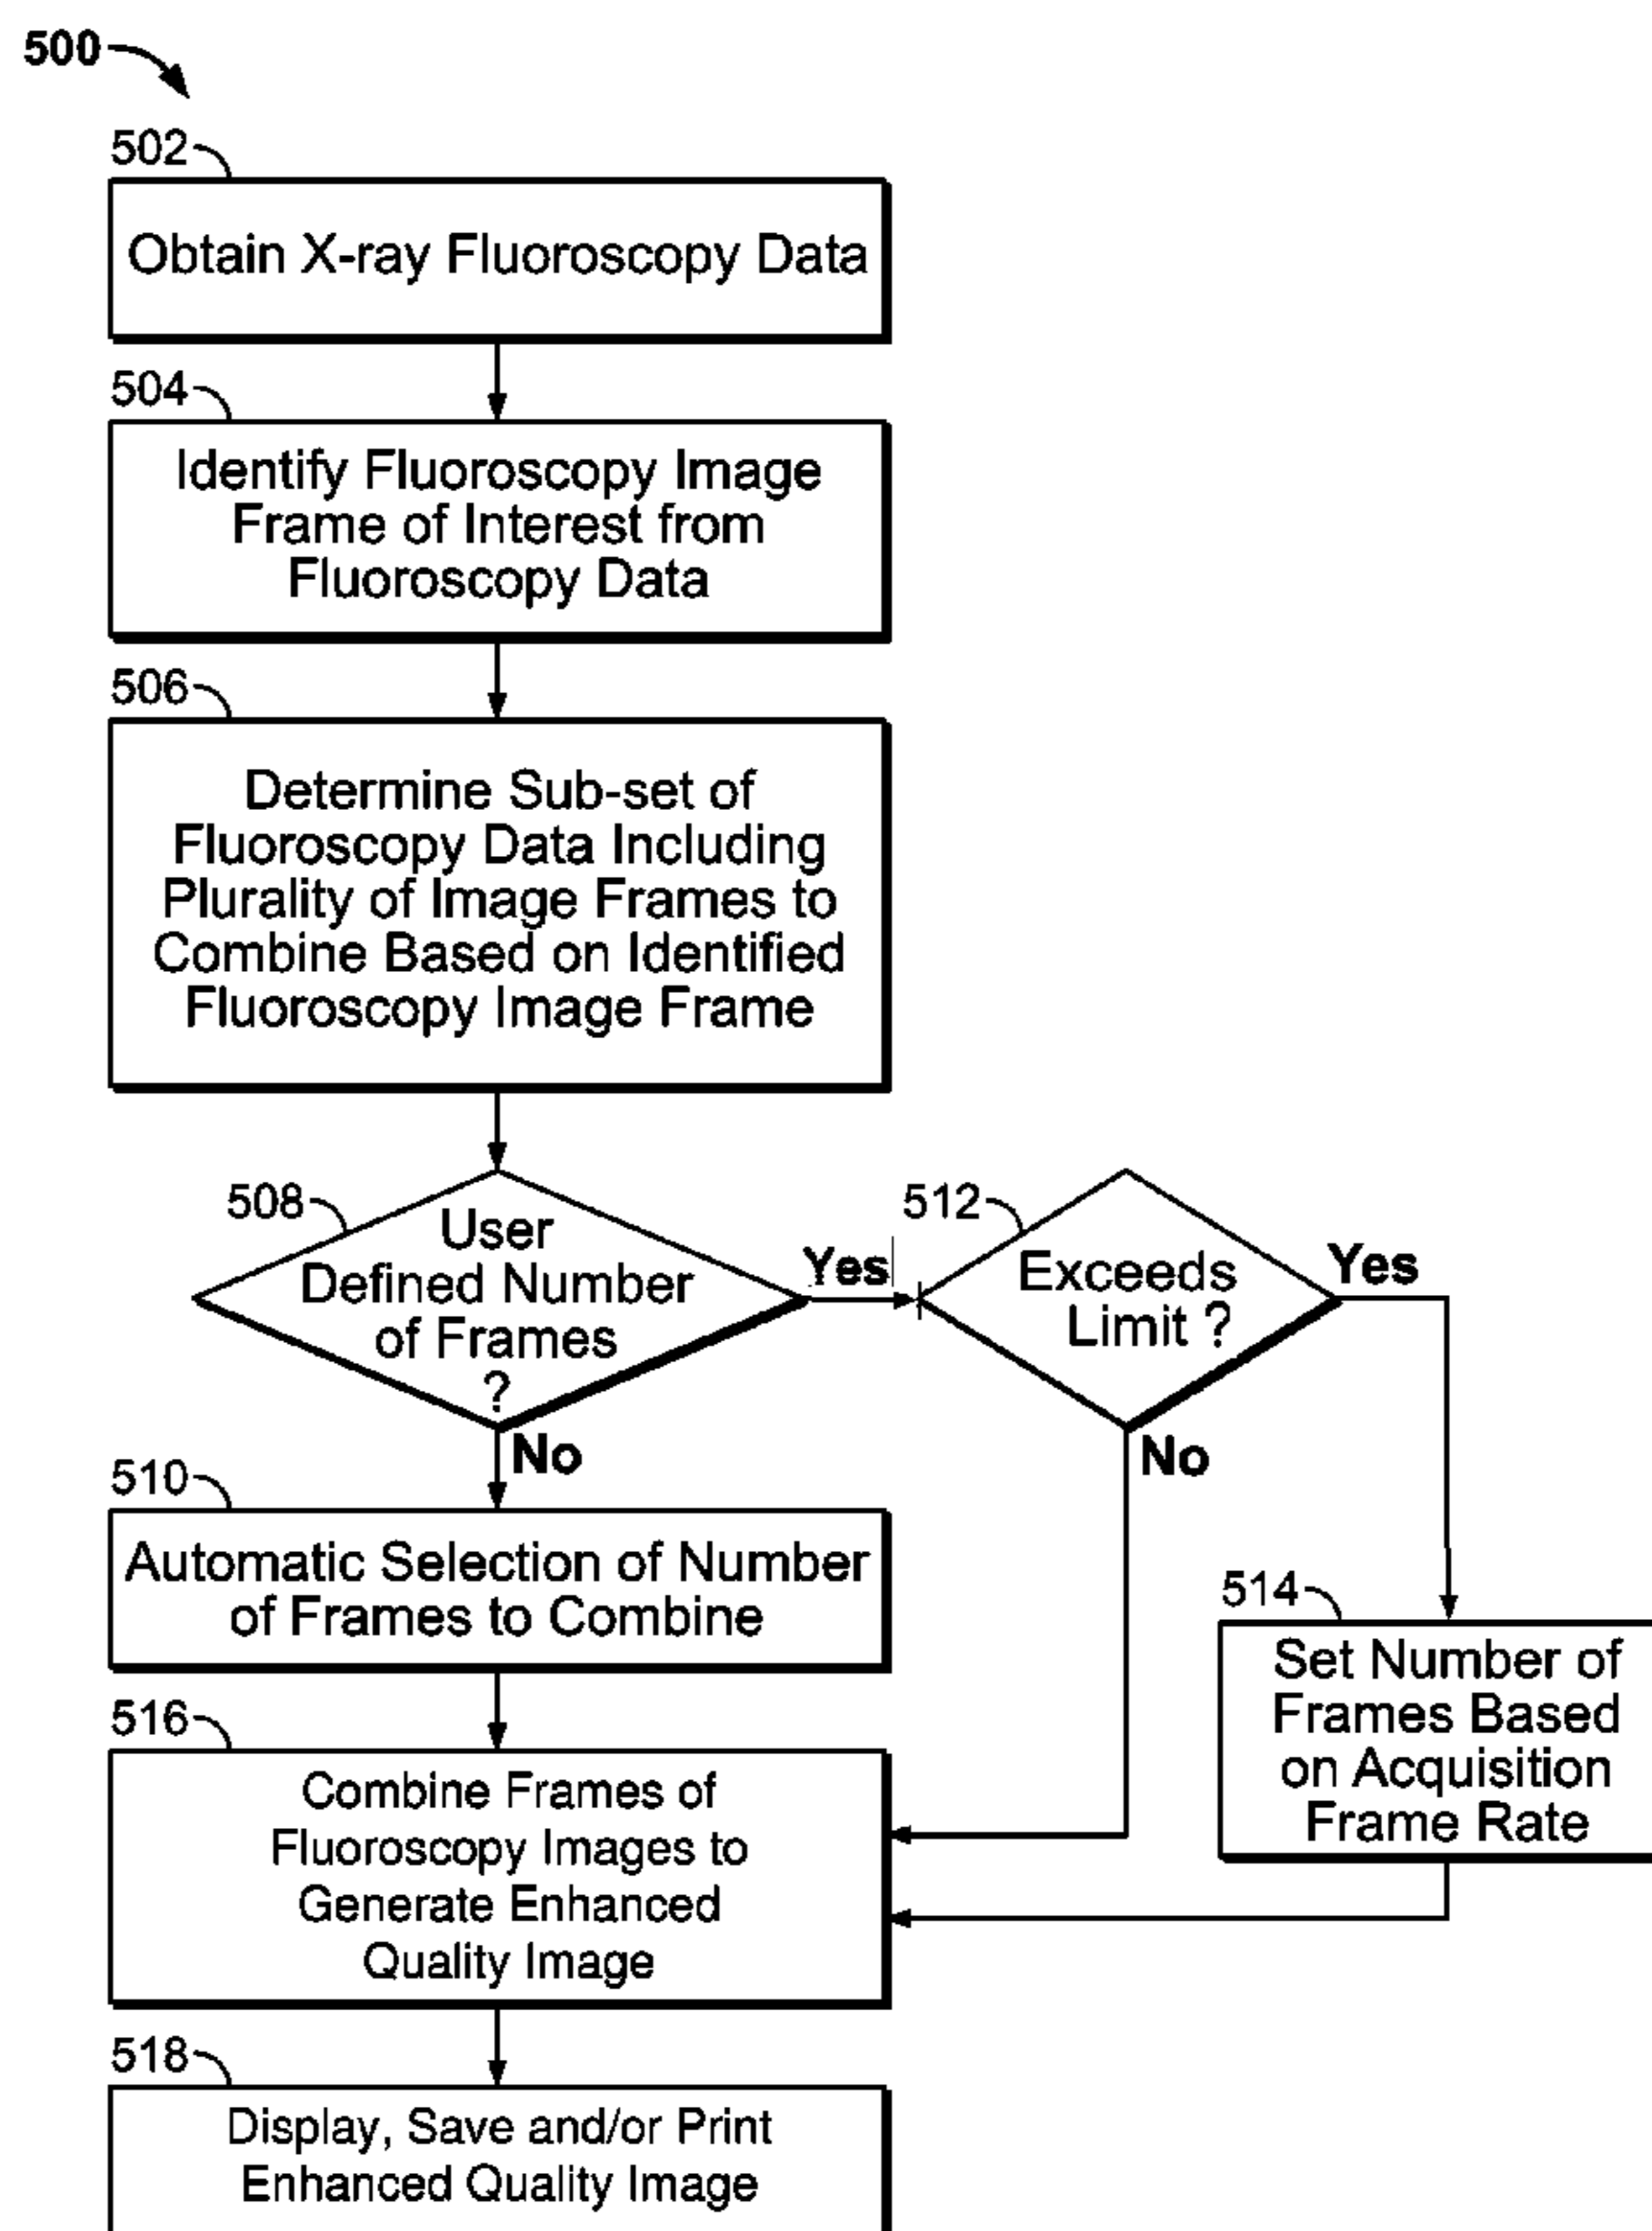 500
502
Obtain X-ray Fluoroscopy Data
504
Identify Fluoroscopy Image
Frame of Interest from
Fluoroscopy Data
506
Determine Sub-set of
Fluoroscopy Data Including
Plurality of Image Frames to
Combine Based on Identified
Fluoroscopy Image Frame
508
User
Defined Number
of Frames
?
Yes
No
512
Exceeds
Limit ?
Yes
No
510
Automatic Selection of Number
of Frames to Combine
514
Set Number of
Frames Based
on Acquisition
Frame Rate
516
Combine Frames of
Fluoroscopy Images to
Generate Enhanced
Quality Image
518
Display, Save and/or Print
Enhanced Quality Image